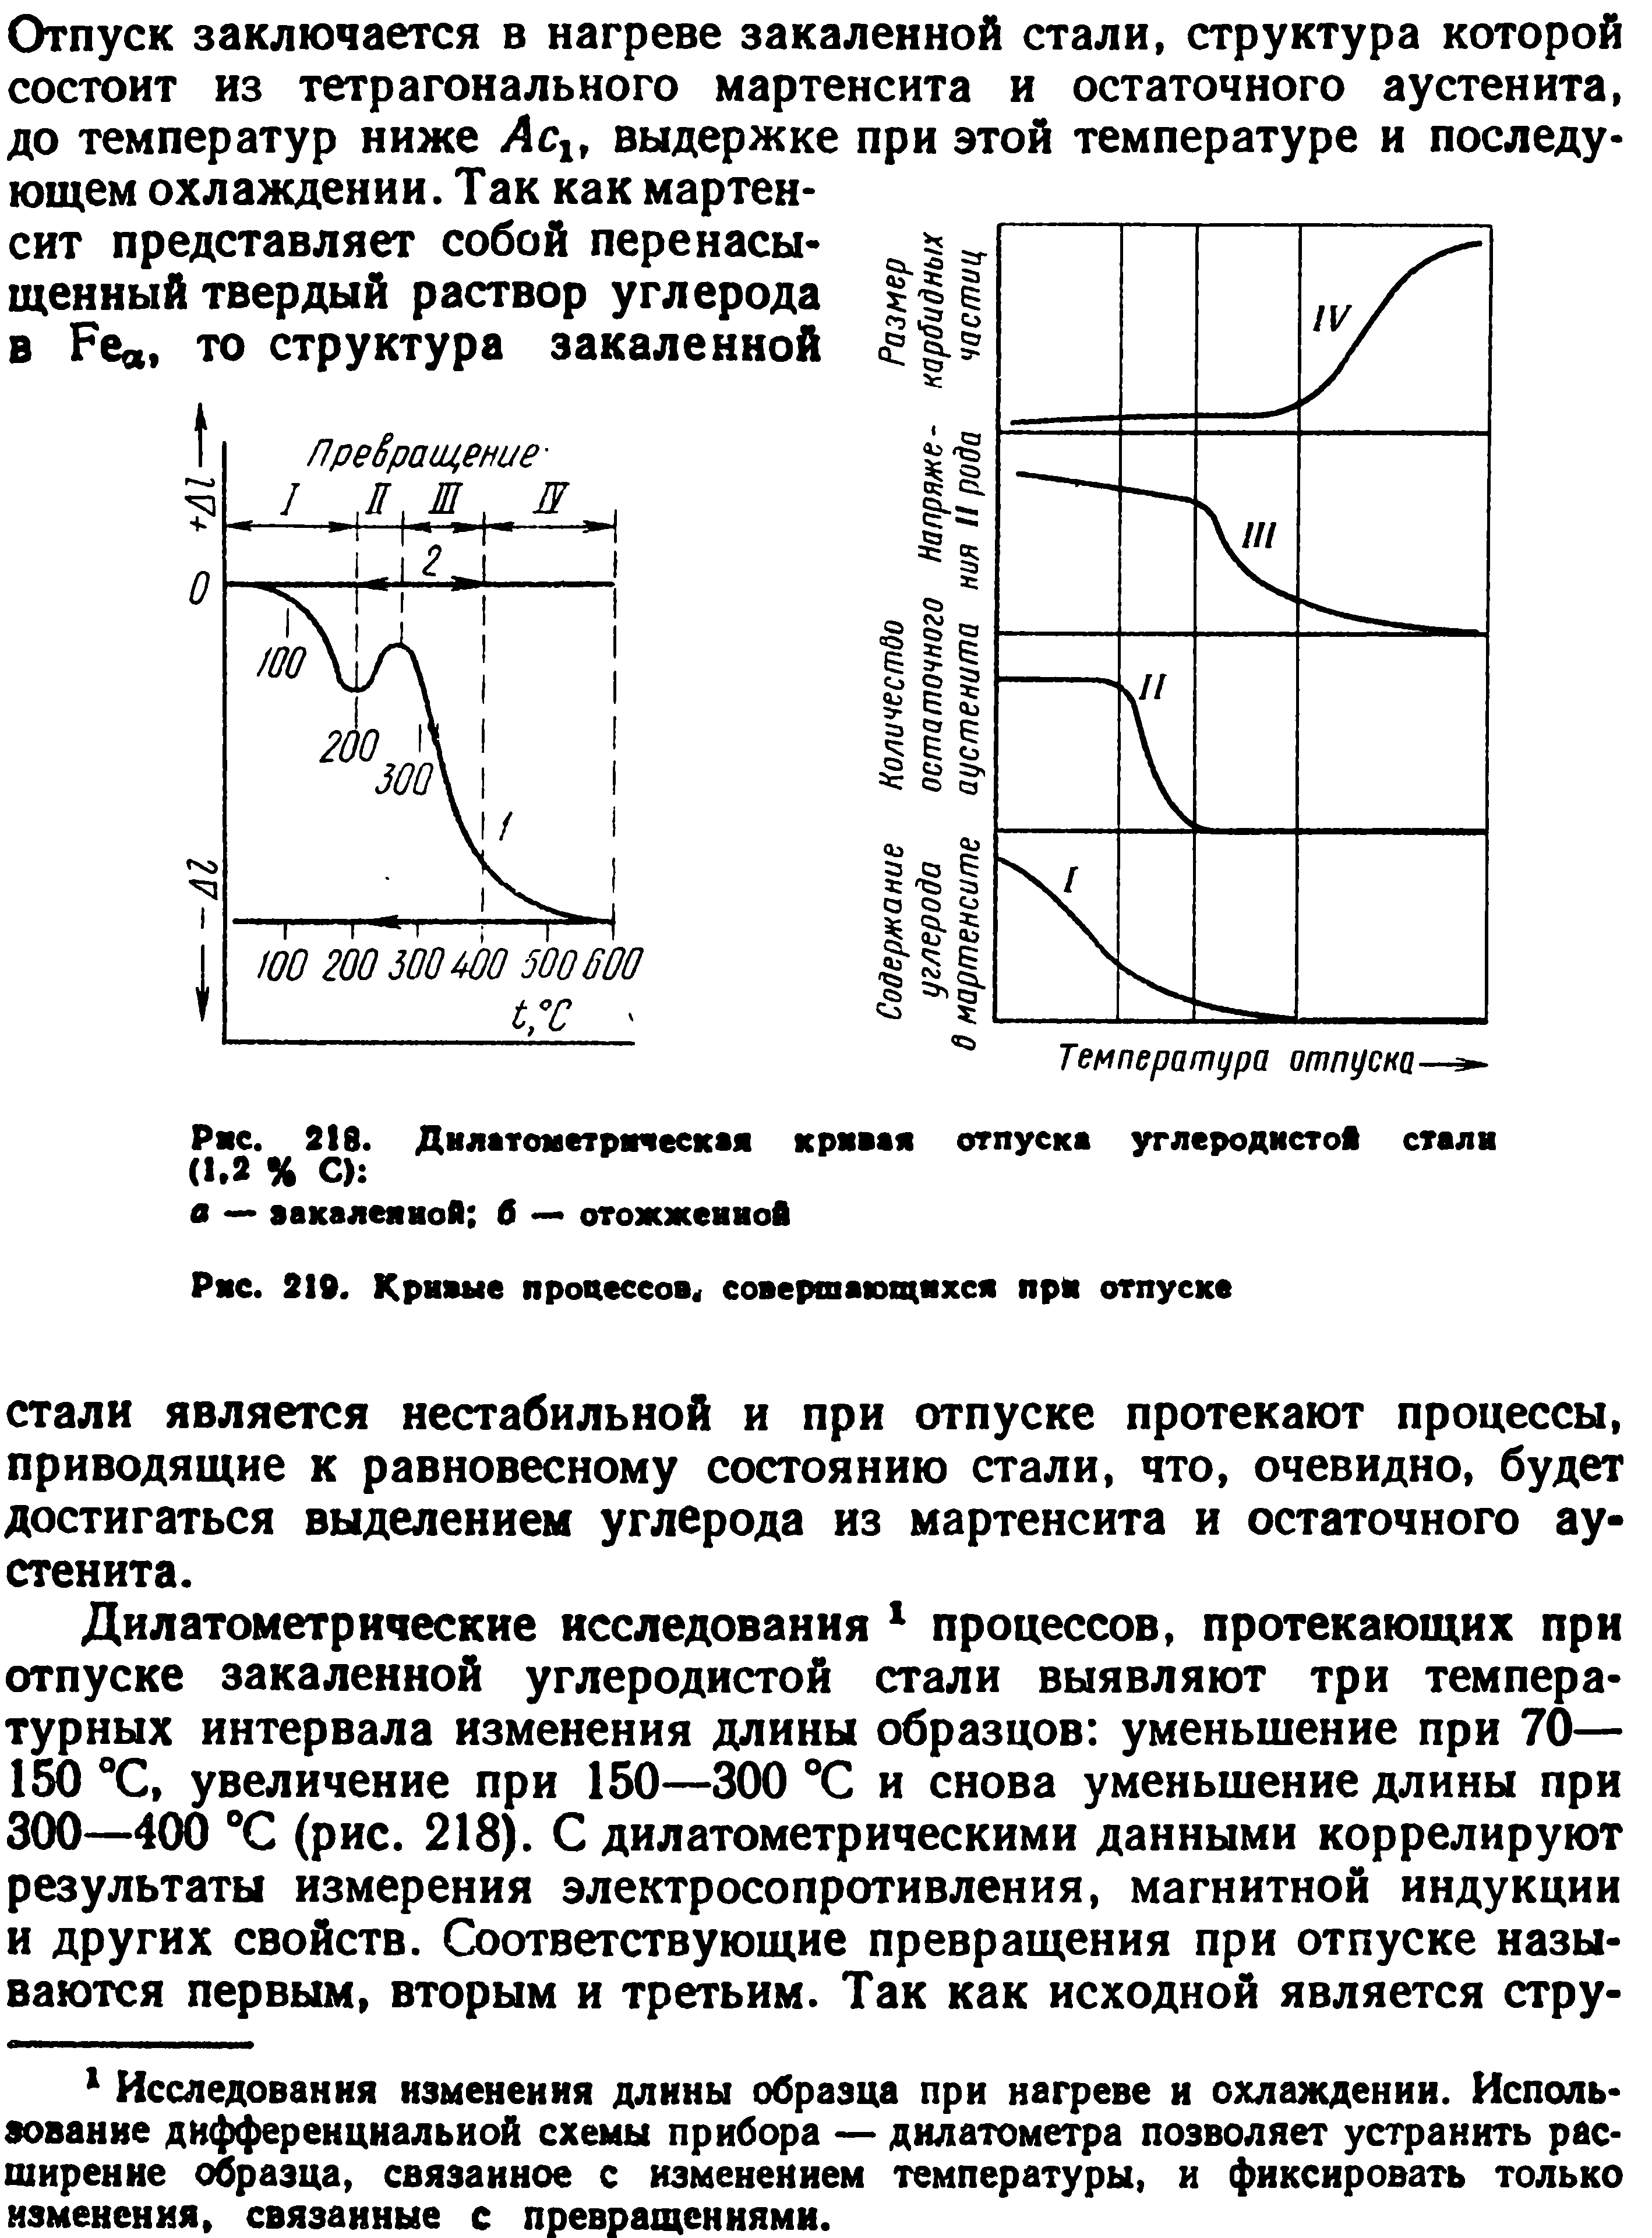 Отпуск заключается в нагреве закаленной стали, структура которой
состоит из тетрагонального мартенсита и остаточного аустенита,
до температур ниже Ac₁, выдержке при этой температуре и последу-
ющем охлаждении. Так как мартен-
сит представляет собой перенасы-
щенный твердый раствор углерода
в Feα, то структура закаленной
+Δl
Превращение
I II III IV
2
0
100
200
300
1
−Δl
100 200 300 400 500 600
t,°C
Размер
карбидных
частиц
IV
Напряже-
ния II рода
III
Количество
остаточного
аустенита
II
Содержание
углерода
в мартенсите
I
Температура отпуска
Рис. 218. Дилатометрическая кривая отпуска углеродистой стали
(1,2 % C):
а — закаленной; б — отожженной
Рис. 219. Кривые процессов, совершающихся при отпуске
стали является нестабильной и при отпуске протекают процессы,
приводящие к равновесному состоянию стали, что, очевидно, будет
достигаться выделением углерода из мартенсита и остаточного ау-
стенита.
Дилатометрические исследования ¹ процессов, протекающих при
отпуске закаленной углеродистой стали выявляют три темпера-
турных интервала изменения длины образцов: уменьшение при 70—
150 °C, увеличение при 150—300 °C и снова уменьшение длины при
300—400 °C (рис. 218). С дилатометрическими данными коррелируют
результаты измерения электросопротивления, магнитной индукции
и других свойств. Соответствующие превращения при отпуске назы-
ваются первым, вторым и третьим. Так как исходной является стру-
¹ Исследования изменения длины образца при нагреве и охлаждении. Исполь-
зование дифференциальной схемы прибора — дилатометра позволяет устранить рас-
ширение образца, связанное с изменением температуры, и фиксировать только
изменения, связанные с превращениями.